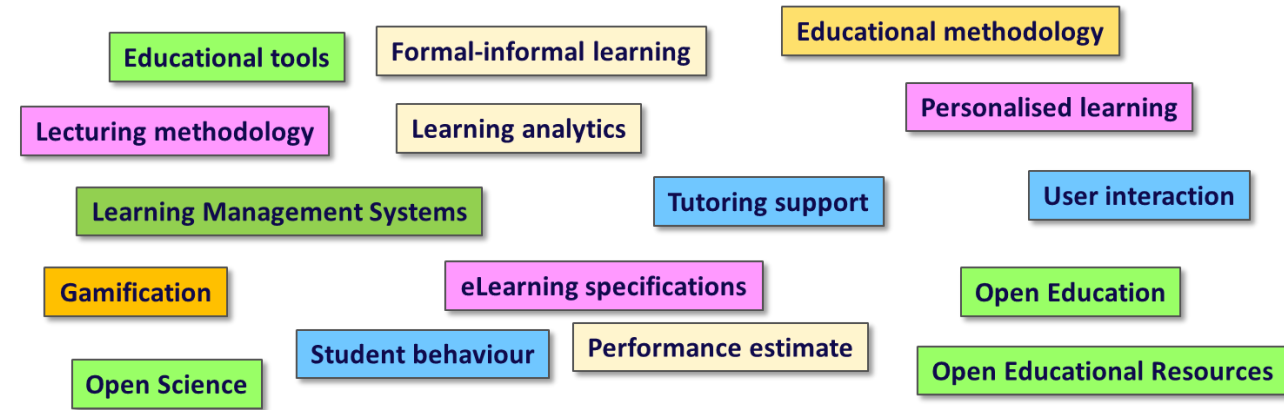 Educational tools
Formal-informal learning
Educational methodology
Lecturing methodology
Learning analytics
Personalised learning
Learning Management Systems
Tutoring support
User interaction
Gamification
eLearning specifications
Open Education
Student behaviour
Performance estimate
Open Science
Open Educational Resources